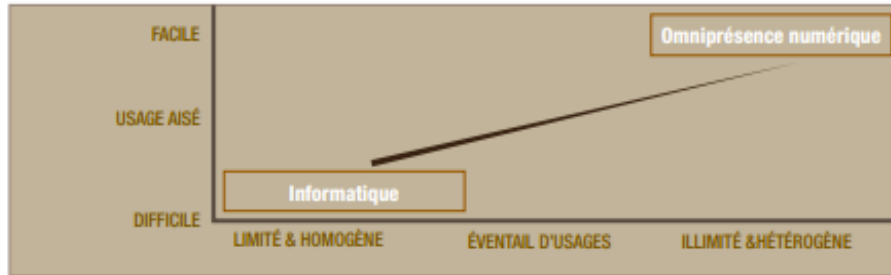 FACILE
Omniprésence numérique
USAGE AISÉ
Informatique
DIFFICILE
LIMITÉ & HOMOGÈNE
ÉVENTAIL D'USAGES
ILLIMITÉ &HÉTÉROGÈNE